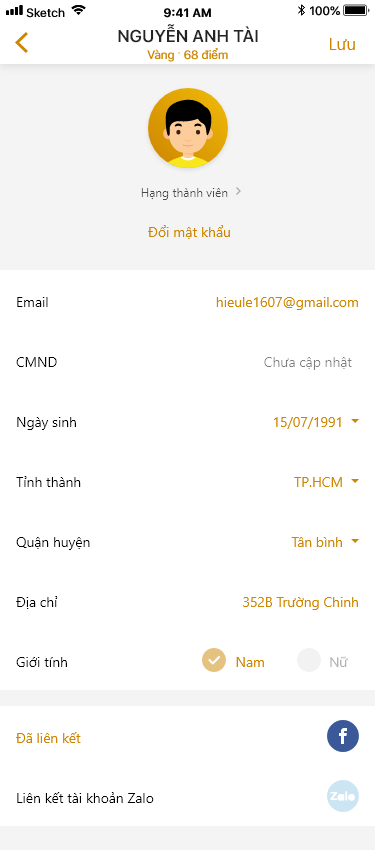 Sketch 9:41 AM 100%
NGUYỄN ANH TÀI
Lưu
Vàng · 68 điểm
Hạng thành viên
Đổi mật khẩu
Email hieule1607@gmail.com
CMND Chưa cập nhật
Ngày sinh 15/07/1991
Tỉnh thành TP.HCM
Quận huyện Tân bình
Địa chỉ 352B Trường Chinh
Giới tính Nam Nữ
Đã liên kết f
Liên kết tài khoản Zalo Zalo